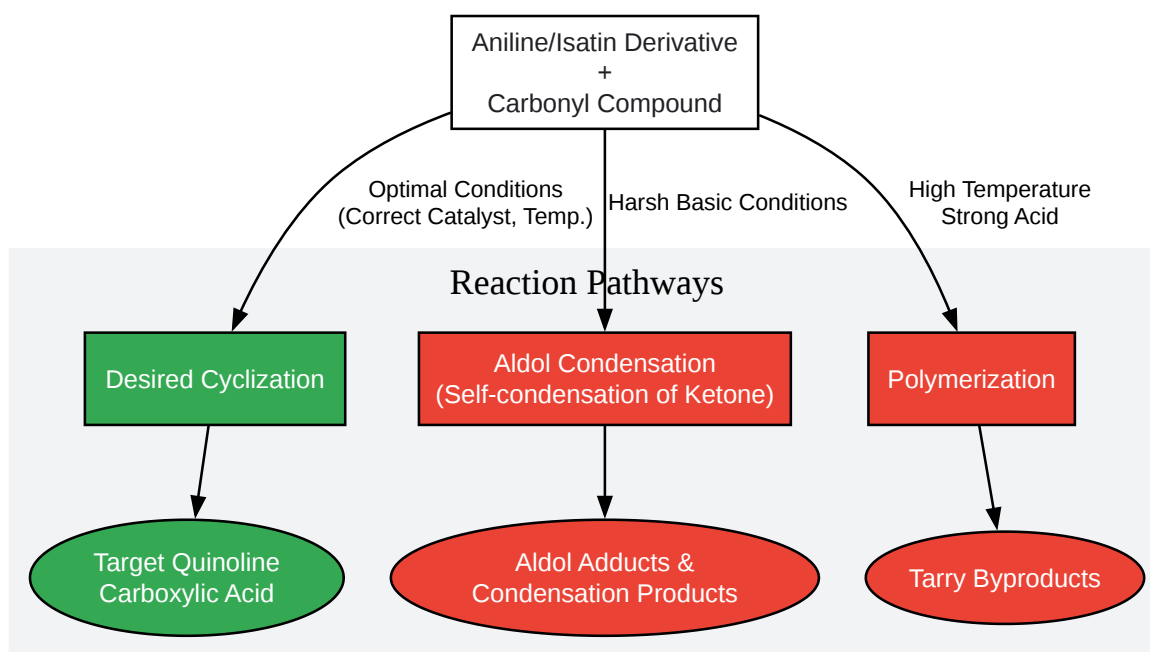 Aniline/Isatin Derivative
+
Carbonyl Compound
Optimal Conditions
(Correct Catalyst, Temp.)
Harsh Basic Conditions
High Temperature
Strong Acid
Reaction Pathways
Desired Cyclization
Aldol Condensation
(Self-condensation of Ketone)
Polymerization
Target Quinoline
Carboxylic Acid
Aldol Adducts &
Condensation Products
Tarry Byproducts